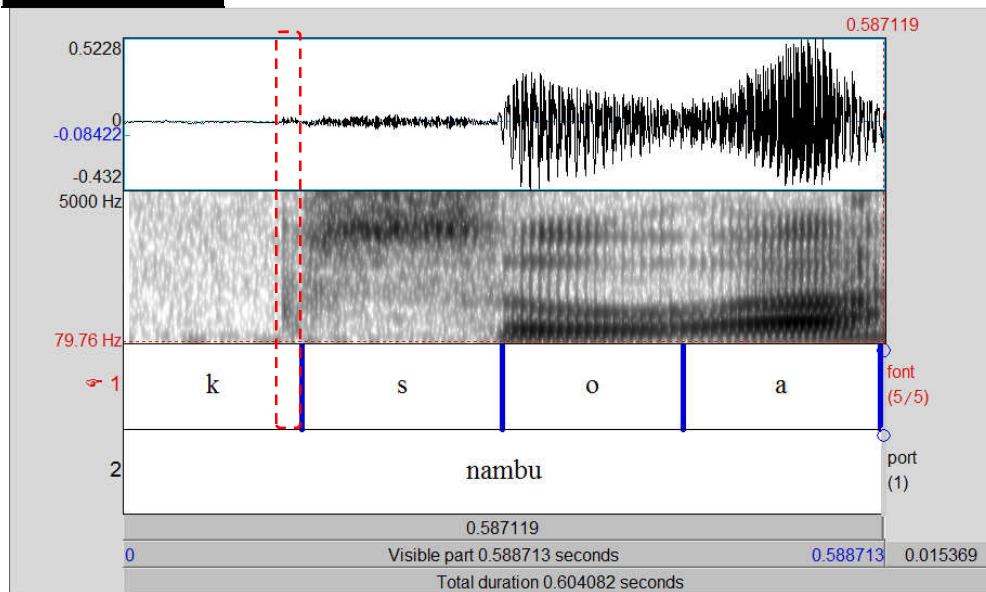 0.587119
0.5228
0
-0.08422
-0.432
5000 Hz
79.76 Hz
☞ 1 k s o a font (5/5)
2 nambu port (1)
0.587119
0 Visible part 0.588713 seconds 0.588713 0.015369
Total duration 0.604082 seconds